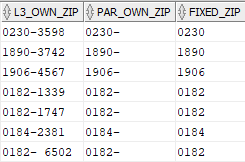 L3_OWN_ZIP PAR_OWN_ZIP FIXED_ZIP
0230-3598 0230- 0230
1890-3742 1890- 1890
1906-4567 1906- 1906
0182-1339 0182- 0182
0182-1747 0182- 0182
0184-2381 0184- 0184
0182- 6502 0182- 0182